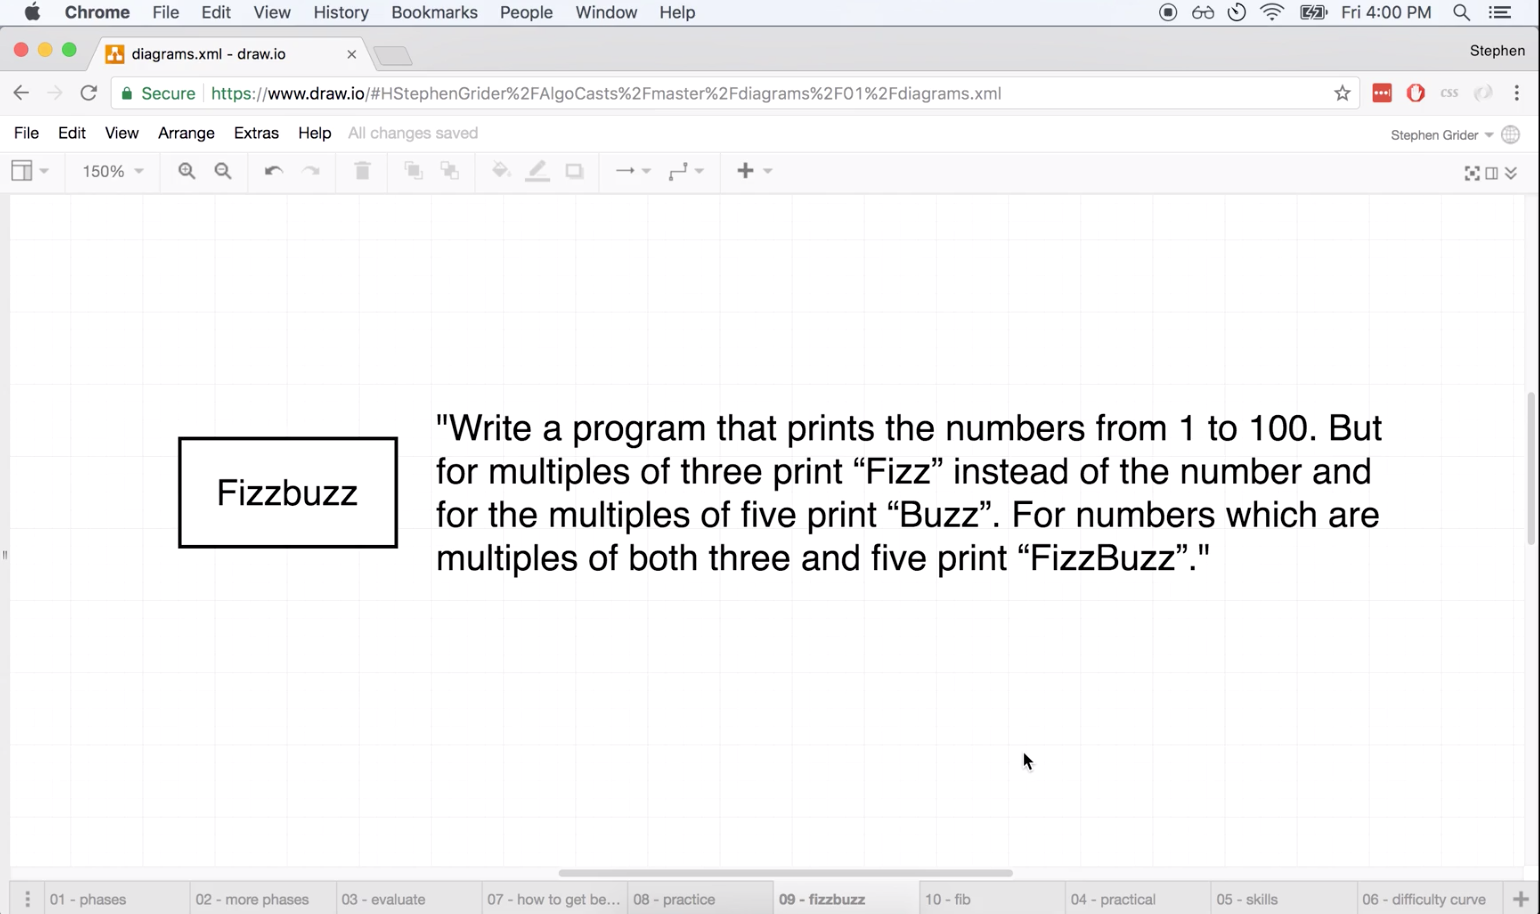 Chrome File Edit View History Bookmarks People Window Help Fri 4:00 PM
diagrams.xml - draw.io Stephen
Secure https://www.draw.io/#HStephenGrider%2FAlgoCasts%2Fmaster%2Fdiagrams%2F01%2Fdiagrams.xml CSS
File Edit View Arrange Extras Help All changes saved Stephen Grider
150%
Fizzbuzz
"Write a program that prints the numbers from 1 to 100. But
for multiples of three print “Fizz” instead of the number and
for the multiples of five print “Buzz”. For numbers which are
multiples of both three and five print “FizzBuzz”."
01 - phases 02 - more phases 03 - evaluate 07 - how to get be... 08 - practice 09 - fizzbuzz 10 - fib 04 - practical 05 - skills 06 - difficulty curve